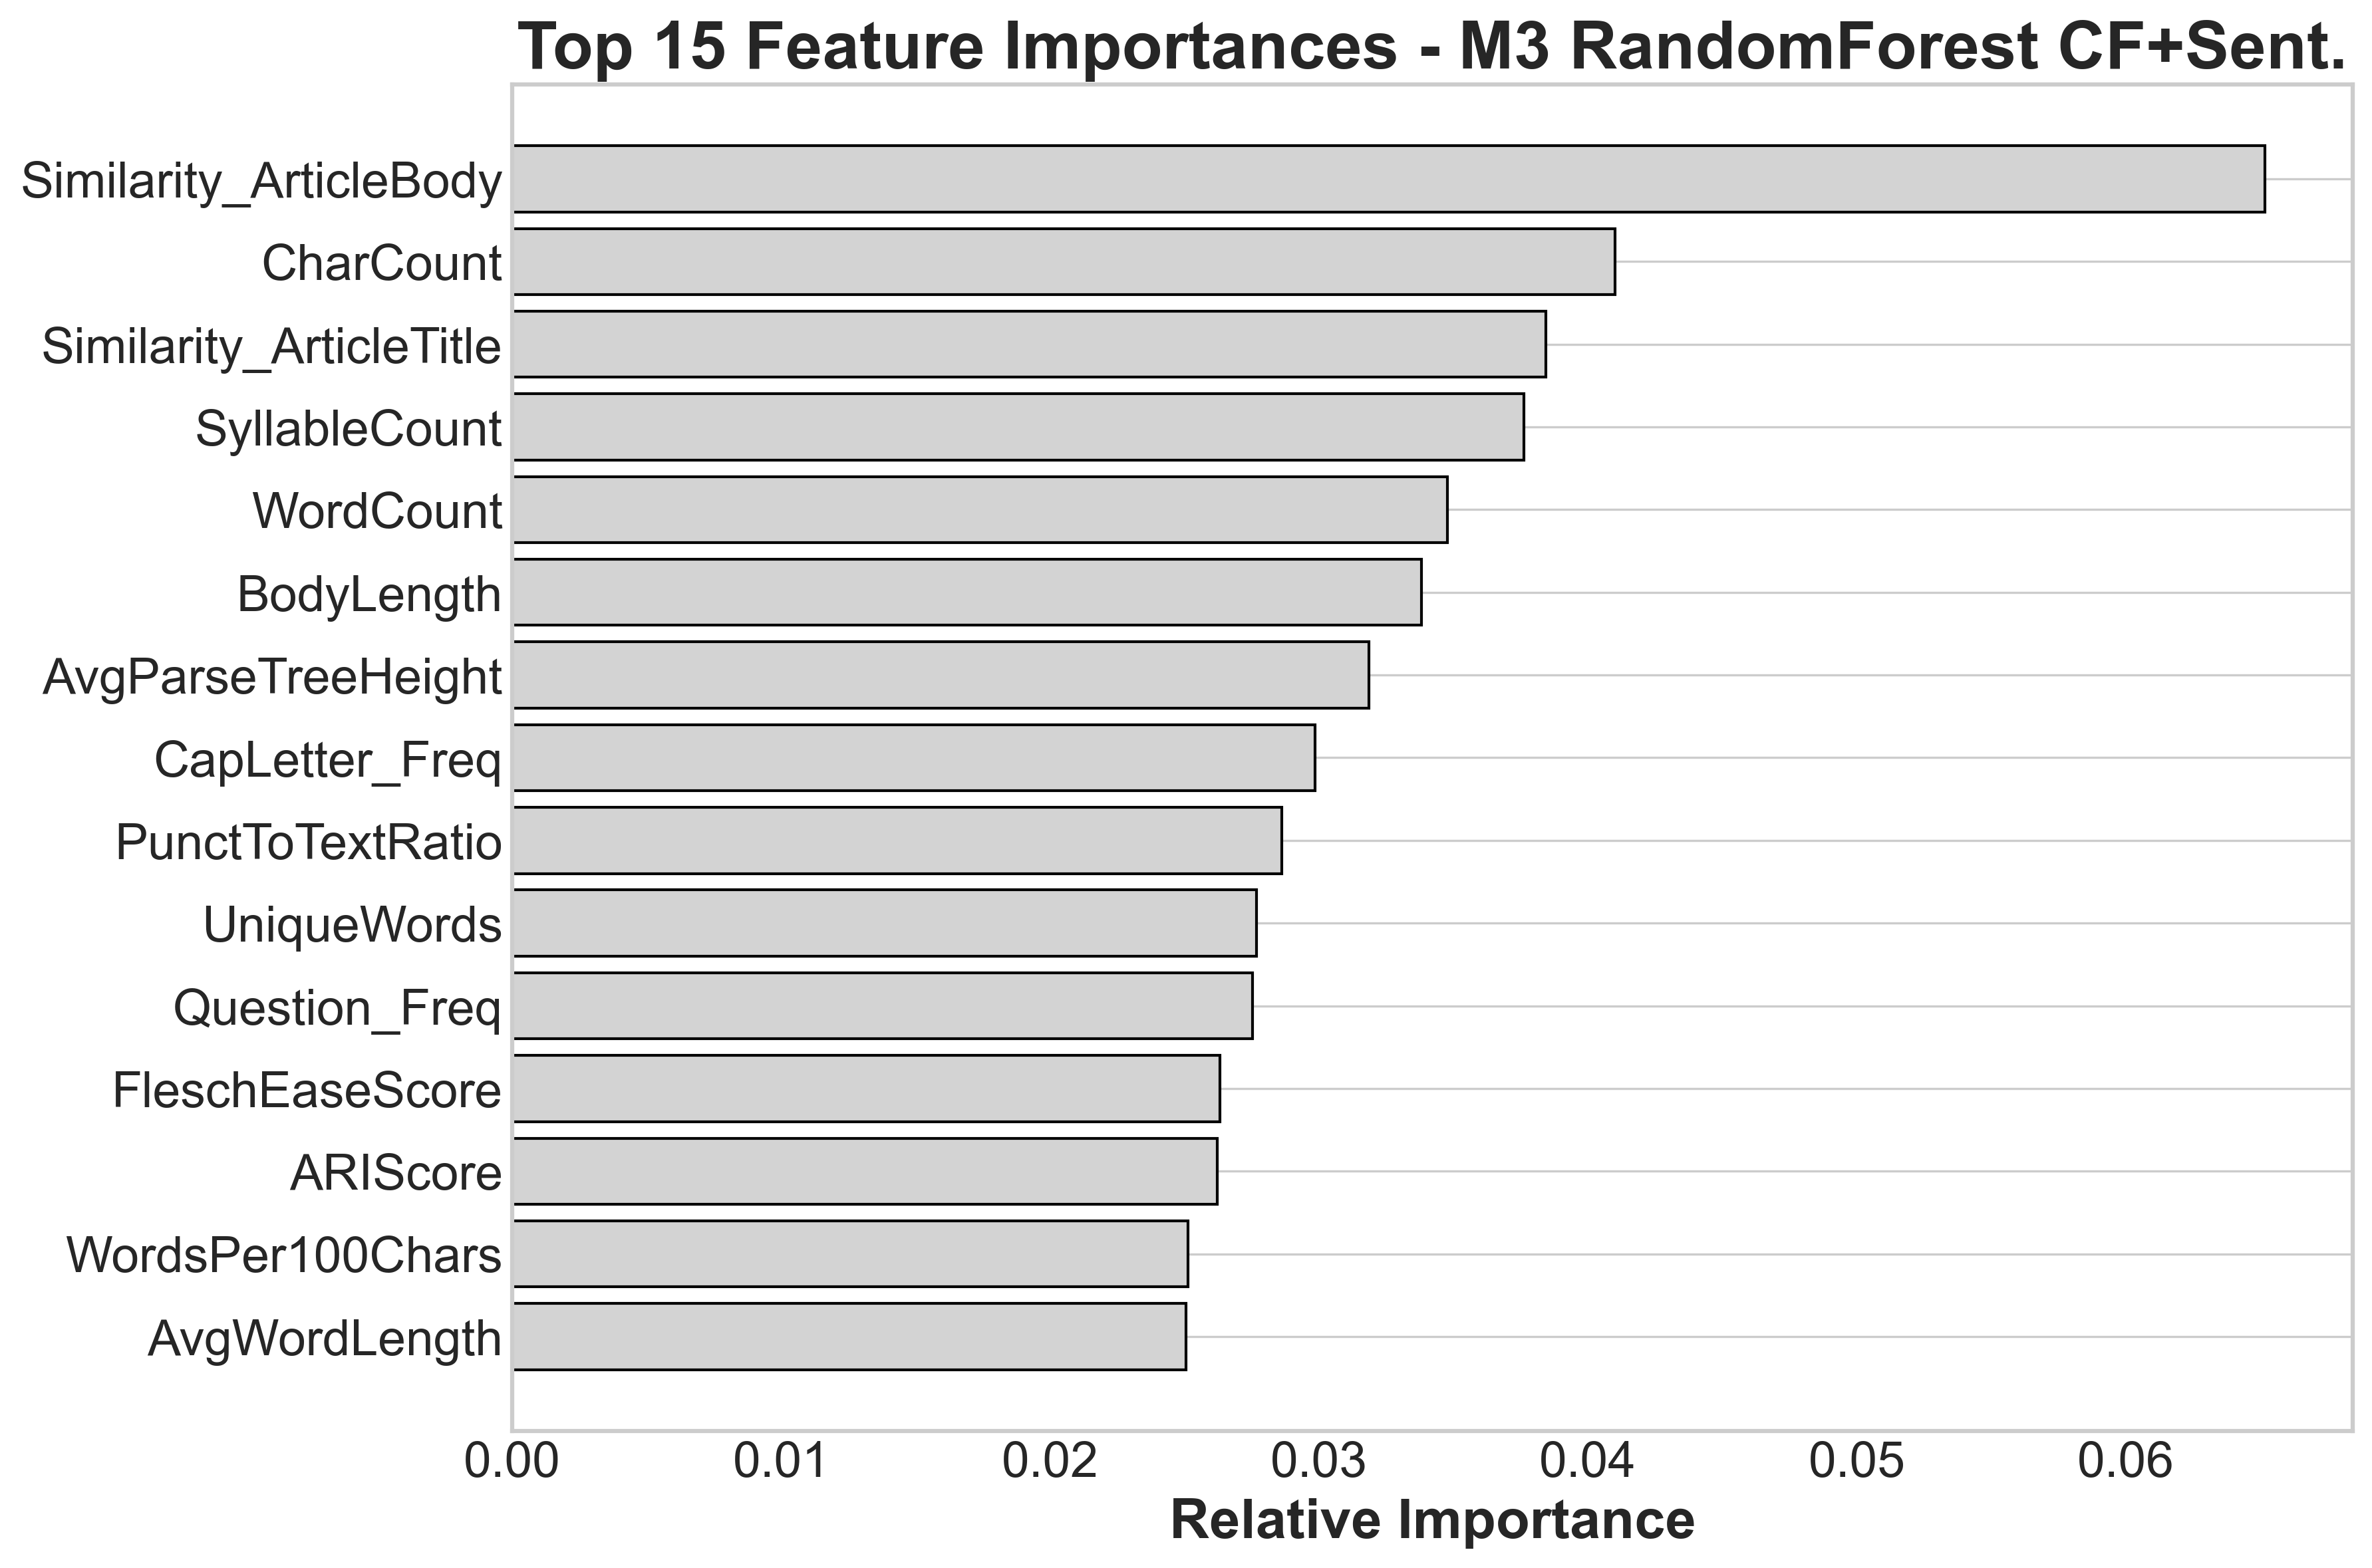 Top 15 Feature Importances - M3 RandomForest CF+Sent.
Similarity_ArticleBody
CharCount
Similarity_ArticleTitle
SyllableCount
WordCount
BodyLength
AvgParseTreeHeight
CapLetter_Freq
PunctToTextRatio
UniqueWords
Question_Freq
FleschEaseScore
ARIScore
WordsPer100Chars
AvgWordLength
0.00 0.01 0.02 0.03 0.04 0.05 0.06
Relative Importance